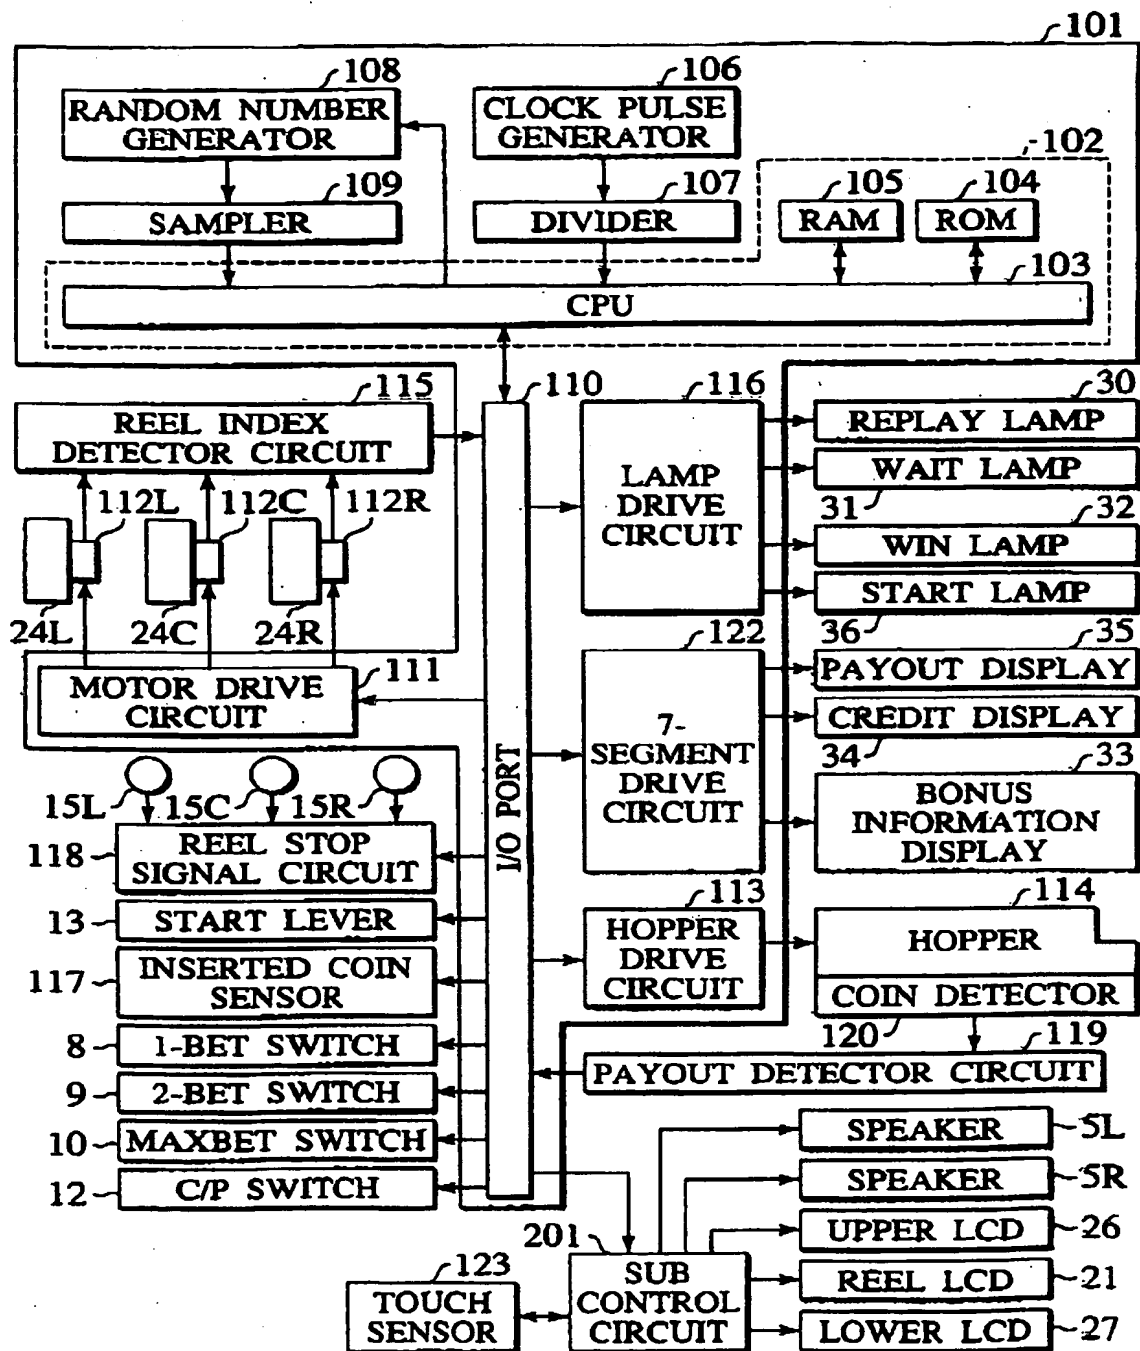 101
108
RANDOM NUMBER
GENERATOR
106
CLOCK PULSE
GENERATOR
102
109
SAMPLER
107
DIVIDER
105
RAM
104
ROM
103
CPU
115
REEL INDEX
DETECTOR CIRCUIT
110
I/O PORT
116
LAMP
DRIVE
CIRCUIT
30
REPLAY LAMP
WAIT LAMP
31
32
WIN LAMP
START LAMP
36
112L
112C
112R
24L
24C
24R
111
MOTOR DRIVE
CIRCUIT
122
7-
SEGMENT
DRIVE
CIRCUIT
35
PAYOUT DISPLAY
CREDIT DISPLAY
34
33
BONUS
INFORMATION
DISPLAY
15L
15C
15R
118
REEL STOP
SIGNAL CIRCUIT
13
START LEVER
117
INSERTED COIN
SENSOR
8
1-BET SWITCH
9
2-BET SWITCH
10
MAXBET SWITCH
12
C/P SWITCH
113
HOPPER
DRIVE
CIRCUIT
114
HOPPER
COIN DETECTOR
120
119
PAYOUT DETECTOR CIRCUIT
SPEAKER
5L
SPEAKER
5R
UPPER LCD
26
REEL LCD
21
LOWER LCD
27
201
SUB
CONTROL
CIRCUIT
123
TOUCH
SENSOR